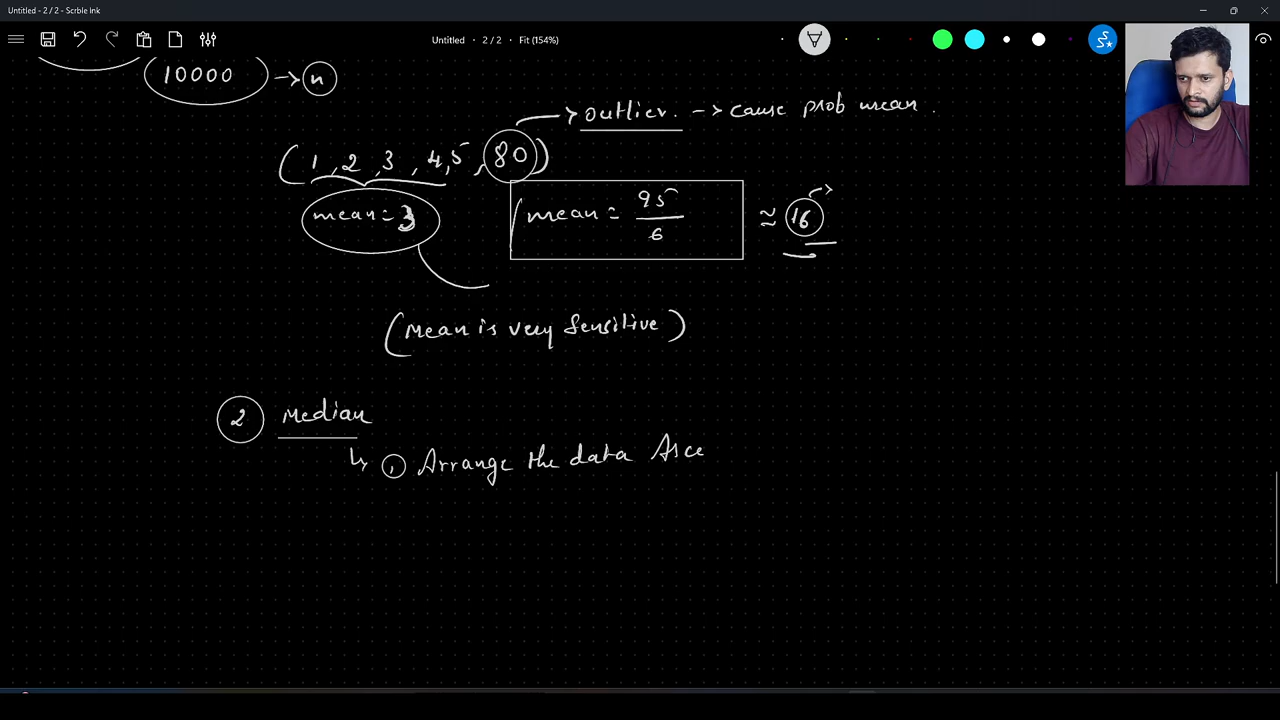 Untitled - 2 / 2 - Scrble Ink
Untitled • 2 / 2 • Fit (154%)
10000 → n
outlier. → cause prob mean.
(1, 2, 3, 4, 5, 80)
mean = 3
mean = 95/6 ≈ 16
(Mean is very Sensitive)
2 Median
↳ 1 Arrange the data Asce